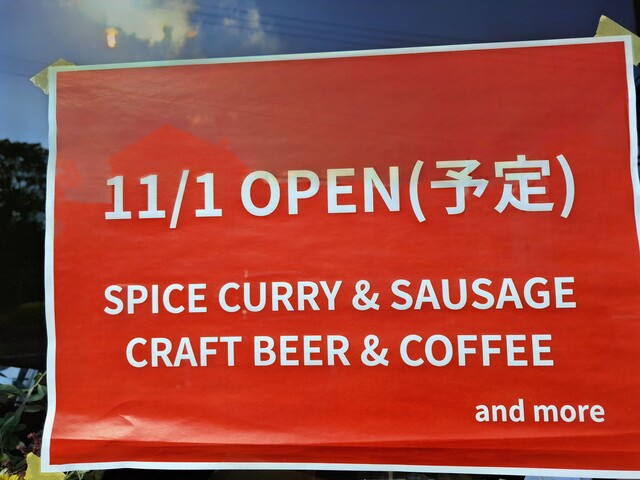 11/1 OPEN(予定)
SPICE CURRY & SAUSAGE
CRAFT BEER & COFFEE
and more